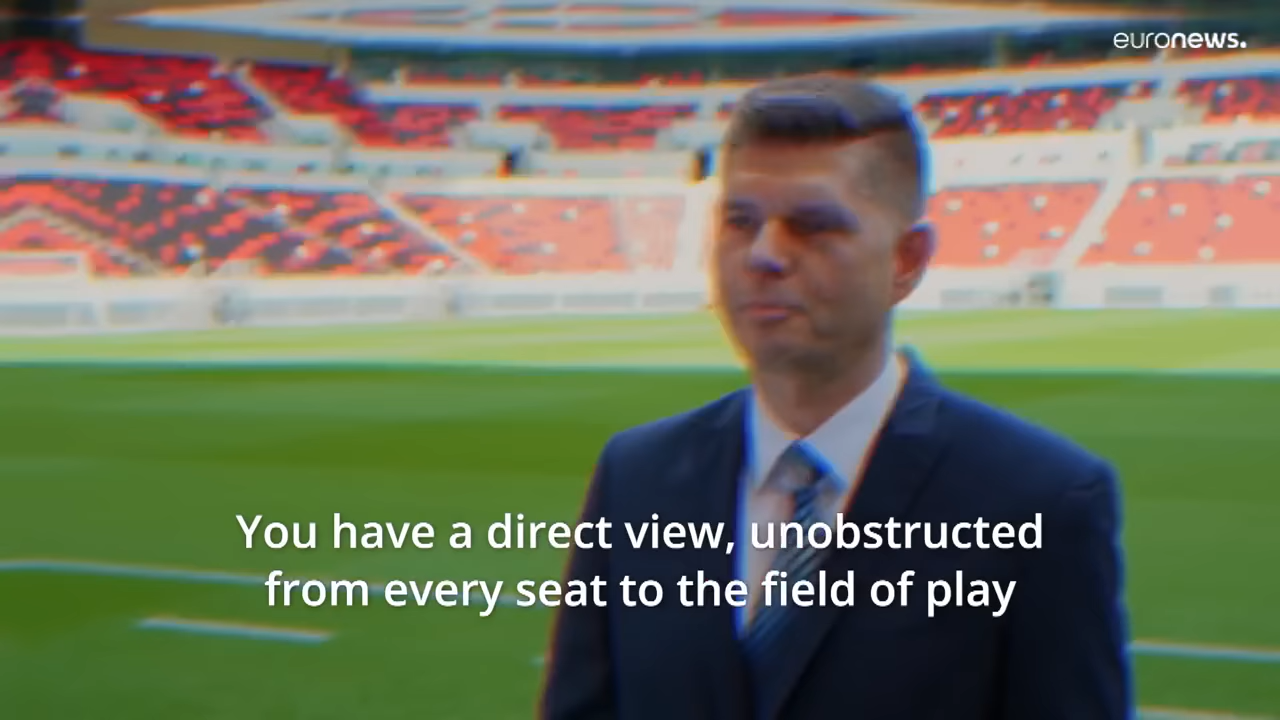 euronews.
You have a direct view, unobstructed
from every seat to the field of play